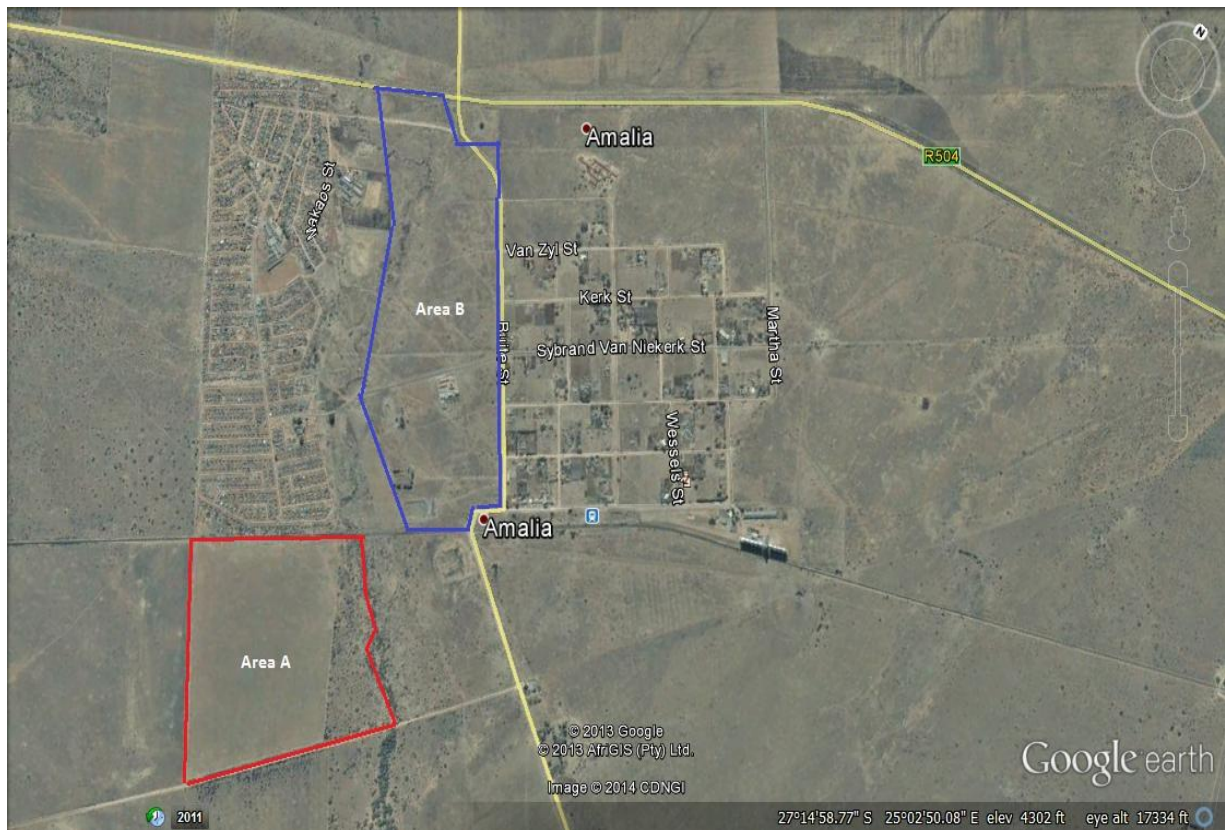 N
Amalia
R504
Nakaos St
Van Zyl St
Kerk St
Area B
Martha St
Sybrand Van Niekerk St
Wessels St
Amalia
Area A
© 2013 Google
© 2013 AfriGIS (Pty) Ltd.
Image © 2014 CDNGI
Google earth
2011
27°14'58.77" S 25°02'50.08" E elev 4302 ft eye alt 17334 ft